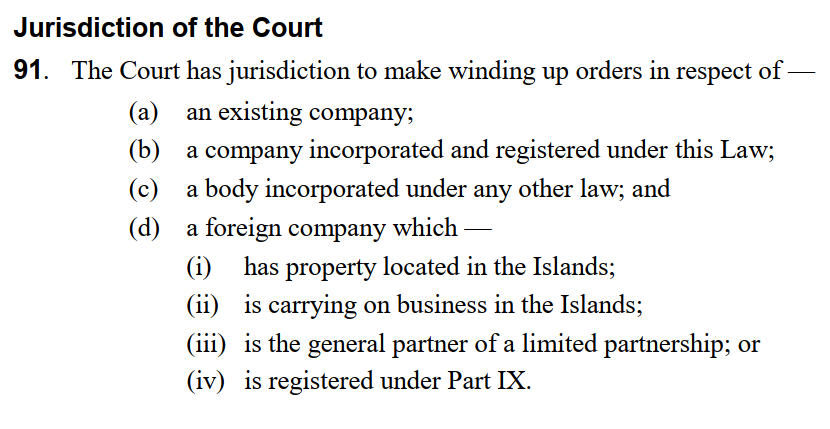 Jurisdiction of the Court
91. The Court has jurisdiction to make winding up orders in respect of —
(a) an existing company;
(b) a company incorporated and registered under this Law;
(c) a body incorporated under any other law; and
(d) a foreign company which —
(i) has property located in the Islands;
(ii) is carrying on business in the Islands;
(iii) is the general partner of a limited partnership; or
(iv) is registered under Part IX.